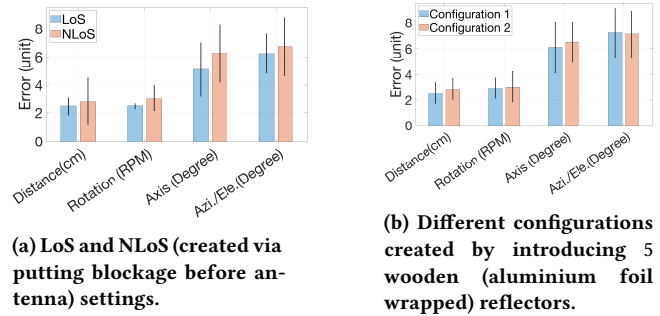 LoS
NLoS
Error (unit)
8
6
4
2
0
Distance(cm)
Rotation (RPM)
Axis (Degree)
Azi./Ele.(Degree)
(a) LoS and NLoS (created via
putting blockage before an-
tenna) settings.
Configuration 1
Configuration 2
Error (unit)
8
6
4
2
0
Distance (cm)
Rotation (RPM)
Axis (Degree)
Azi./Ele.(Degree)
(b) Different configurations
created by introducing 5
wooden (aluminium foil
wrapped) reflectors.